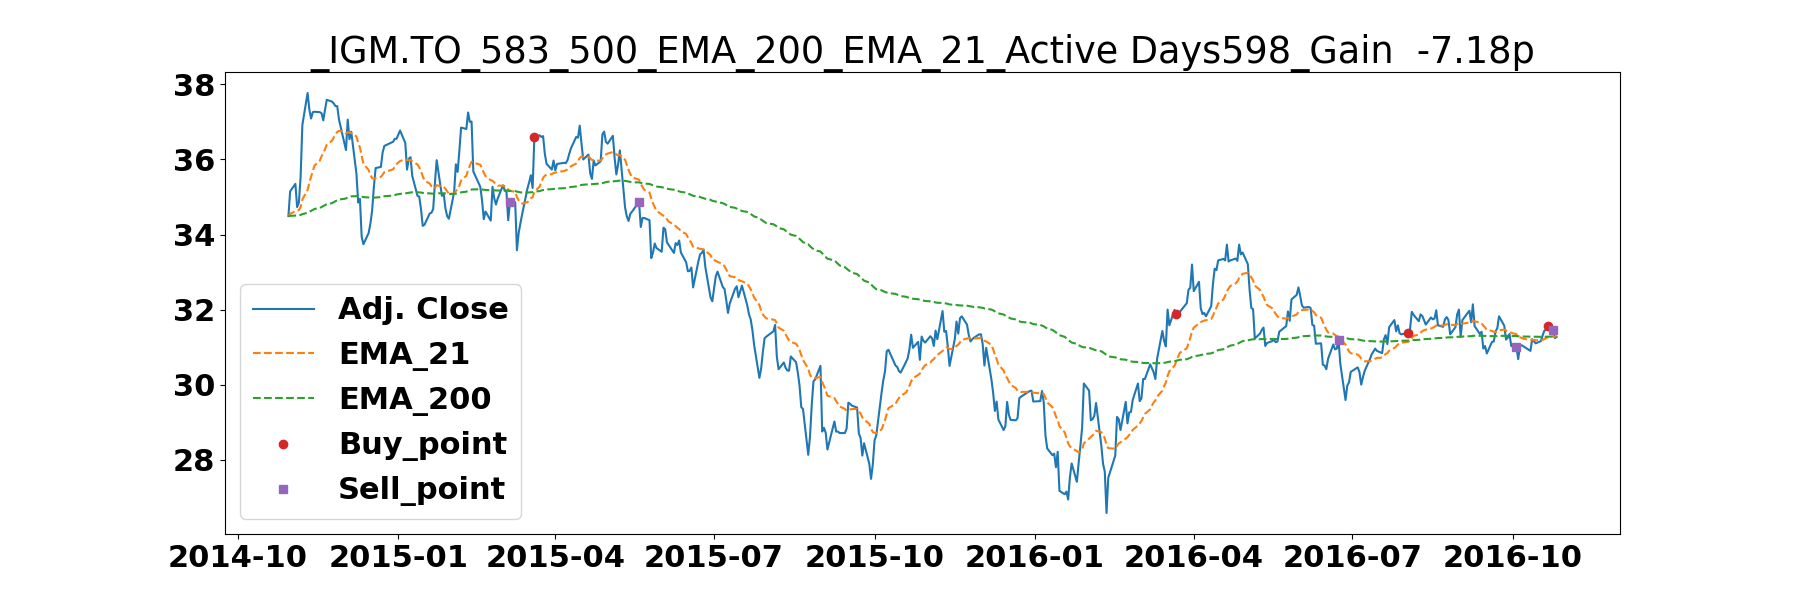 _IGM.TO_583_500_EMA_200_EMA_21_Active Days598_Gain  -7.18p
38
36
34
32
30
28
Adj. Close
EMA_21
EMA_200
Buy_point
Sell_point
2014-10 2015-01 2015-04 2015-07 2015-10 2016-01 2016-04 2016-07 2016-10